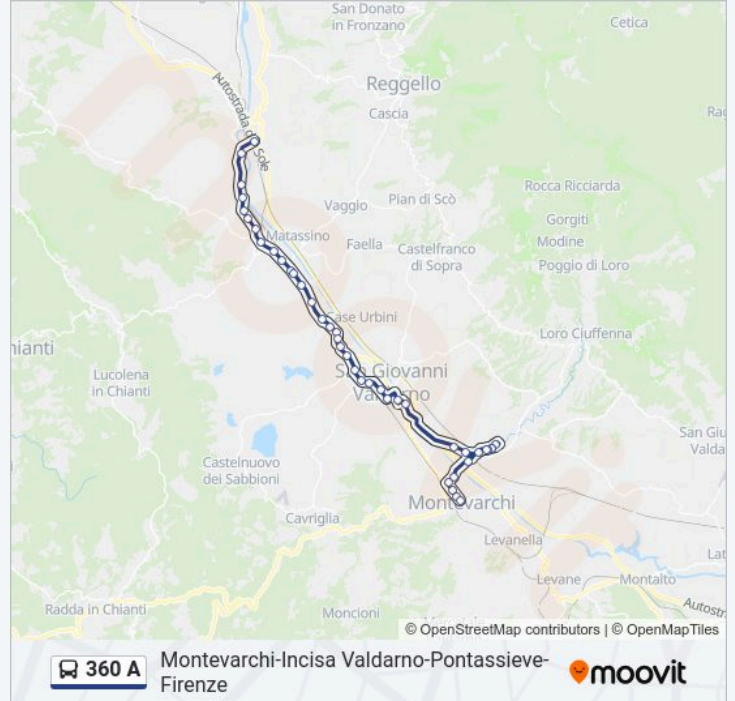 San Donato
in Fronzano
Cetica
Reggello
Autostrada d
Sole
Cascia
Rocca Ricciarda
Vaggio
Pian di Scò
Gorgiti
Matassino
Faella
Castelfranco
di Sopra
Modine
Poggio di Loro
Case Urbini
Loro Ciuffenna
Lucolena
in Chianti
San Giovanni
Valdarno
Castelnuovo
dei Sabbioni
Montevarchi
Cavriglia
Levanella
Levane
Montalto
Radda in Chianti
Moncioni
© OpenStreetMap contributors | © OpenMapTiles
360 A
Montevarchi-Incisa Valdarno-Pontassieve-
Firenze
moovit